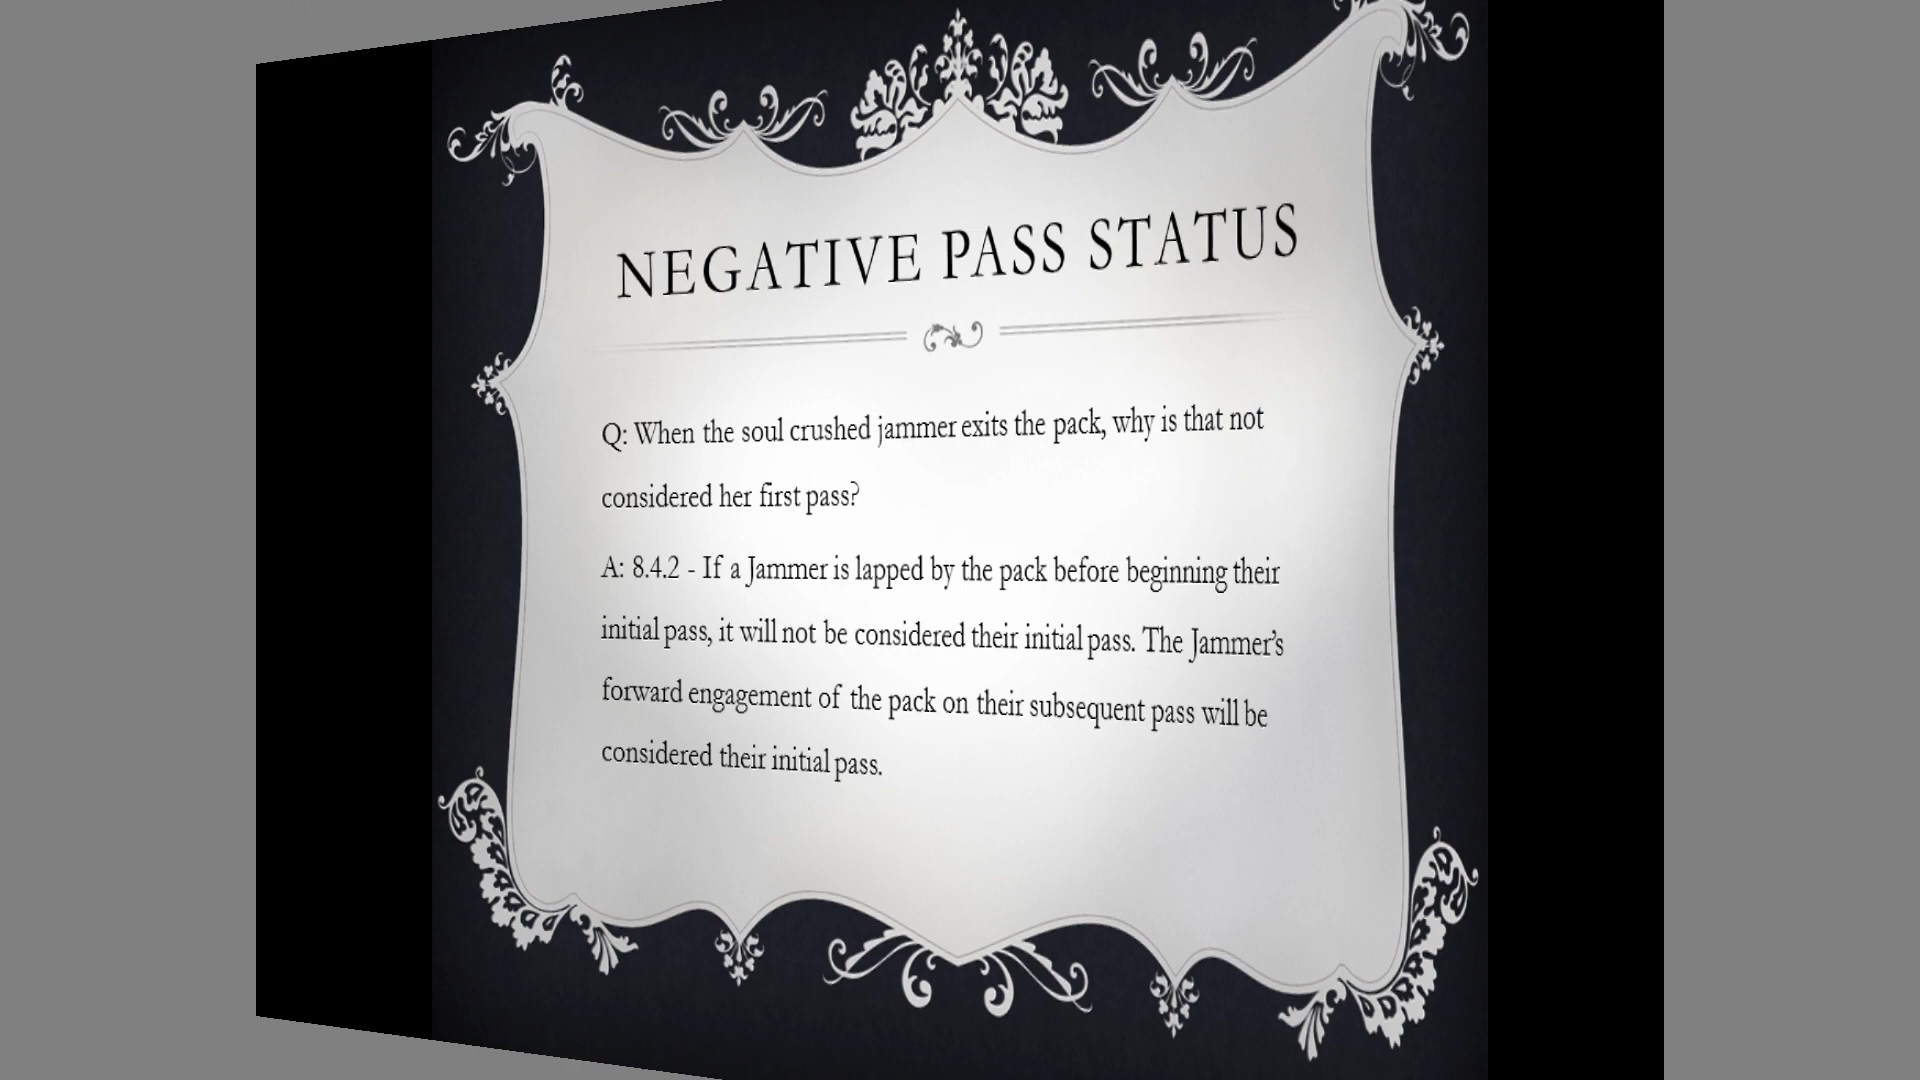 NEGATIVE PASS STATUS
Q: When the soul crushed jammer exits the pack, why is that not
considered her first pass?
A: 8.4.2 - If a Jammer is lapped by the pack before beginning their
initial pass, it will not be considered their initial pass. The Jammer's
forward engagement of the pack on their subsequent pass will be
considered their initial pass.